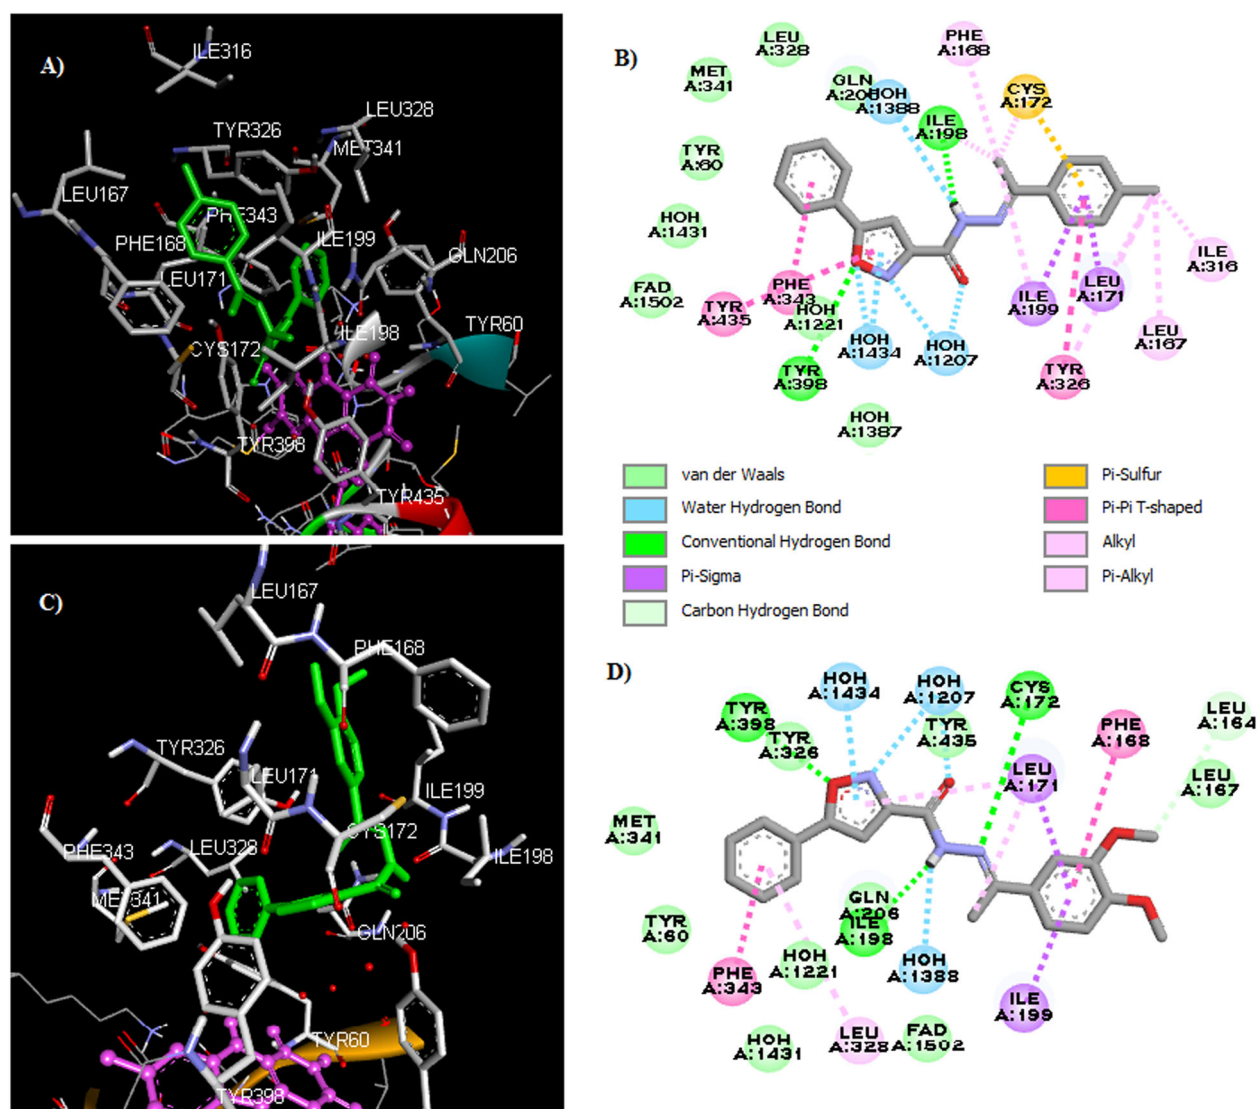 A)
ILE316
LEU328
TYR326
MET341
LEU167
PHE343
PHE168
ILE199
GLN206
LEU171
TYR60
ILE198
CYS172
TYR398
TYR435
B)
LEU
A:328
PHE
A:168
MET
A:341
GLN
A:206
HOH
A:1388
CYS
A:172
ILE
A:198
TYR
A:60
HOH
A:1431
ILE
A:316
FAD
A:1502
TYR
A:435
PHE
A:343
HOH
A:1221
ILE
A:199
LEU
A:171
HOH
A:1434
HOH
A:1207
LEU
A:167
TYR
A:398
TYR
A:326
HOH
A:1387
van der Waals
Water Hydrogen Bond
Conventional Hydrogen Bond
Pi-Sigma
Carbon Hydrogen Bond
Pi-Sulfur
Pi-Pi T-shaped
Alkyl
Pi-Alkyl
C)
LEU167
PHE168
TYR326
LEU171
ILE199
CYS172
PHE343
LEU328
ILE198
MET341
GLN206
TYR60
TYR398
D)
HOH
A:1434
HOH
A:1207
CYS
A:172
TYR
A:398
TYR
A:326
TYR
A:435
PHE
A:168
LEU
A:164
LEU
A:171
LEU
A:167
MET
A:341
GLN
A:206
ILE
A:198
TYR
A:60
HOH
A:1221
HOH
A:1388
PHE
A:343
ILE
A:199
HOH
A:1431
LEU
A:328
FAD
A:1502